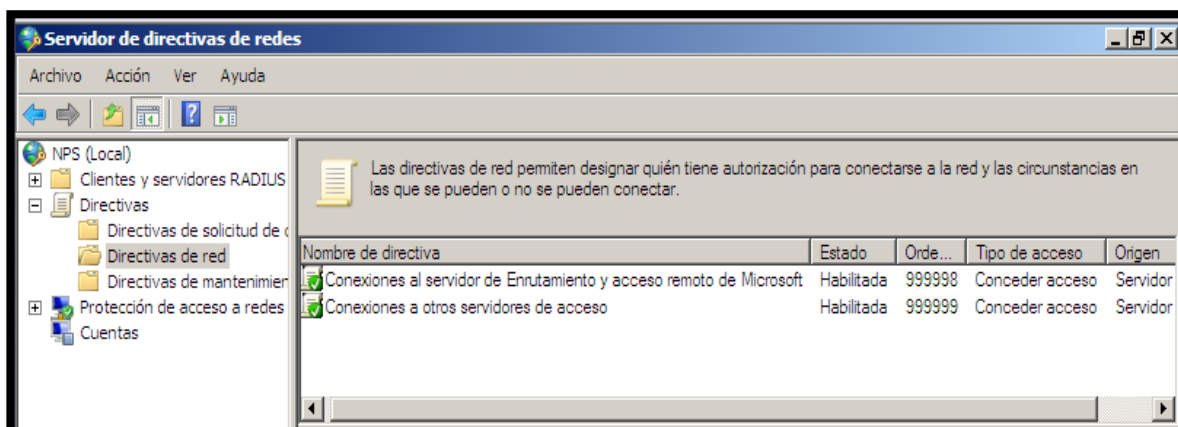 Servidor de directivas de redes
Archivo Acción Ver Ayuda
NPS (Local)
Clientes y servidores RADIUS
Directivas
Directivas de solicitud de c
Directivas de red
Directivas de mantenimien
Protección de acceso a redes
Cuentas
Las directivas de red permiten designar quién tiene autorización para conectarse a la red y las circunstancias en
las que se pueden o no se pueden conectar.
Nombre de directiva Estado Orde... Tipo de acceso Origen
Conexiones al servidor de Enrutamiento y acceso remoto de Microsoft Habilitada 999998 Conceder acceso Servidor
Conexiones a otros servidores de acceso Habilitada 999999 Conceder acceso Servidor